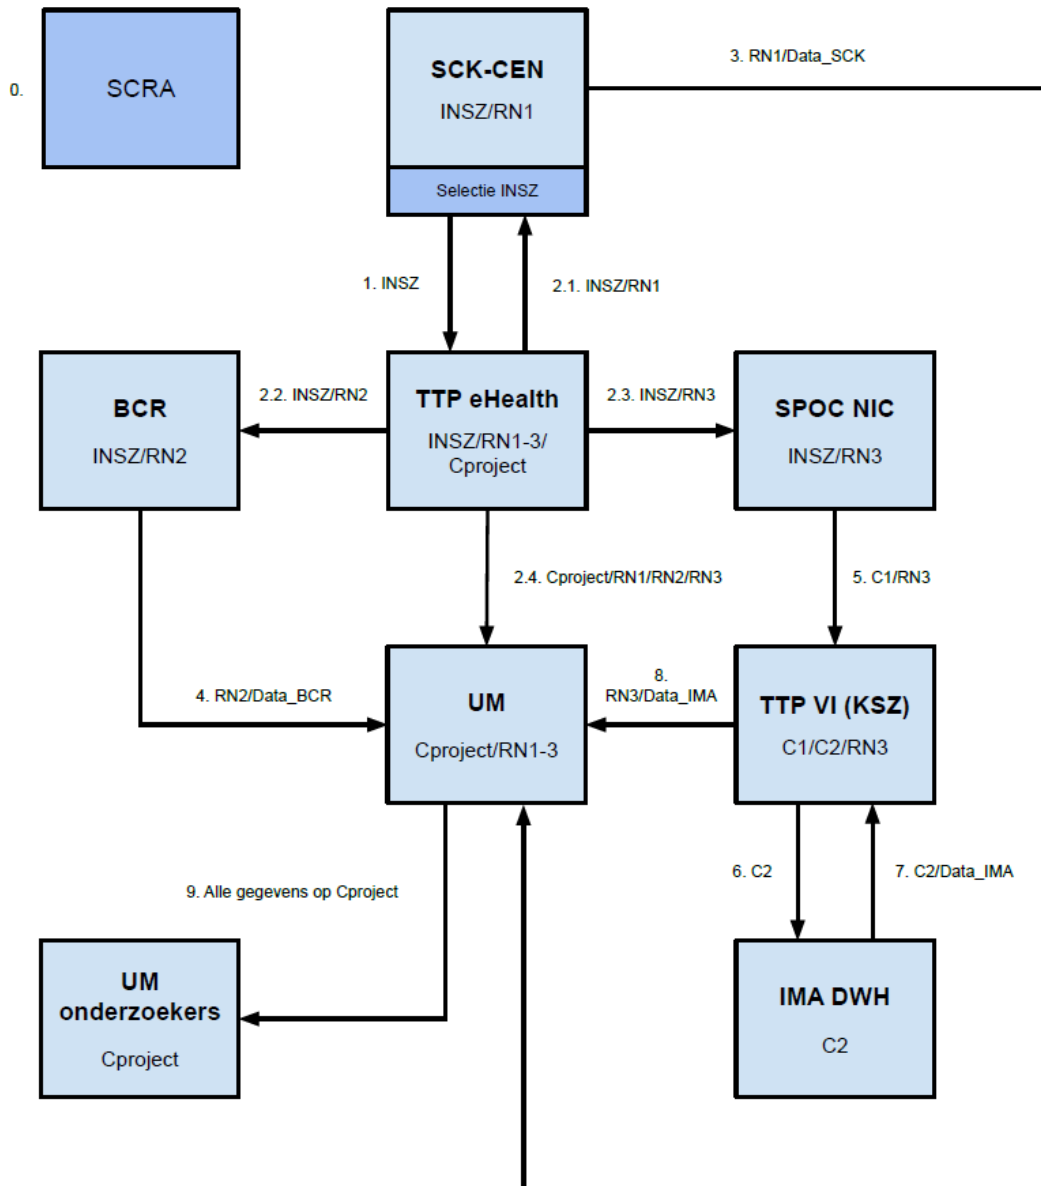 0.
SCRA
SCK-CEN
INSZ/RN1
Selectie INSZ
3. RN1/Data_SCK
1. INSZ
2.1. INSZ/RN1
BCR
INSZ/RN2
2.2. INSZ/RN2
TTP eHealth
INSZ/RN1-3/
Cproject
2.3. INSZ/RN3
SPOC NIC
INSZ/RN3
2.4. Cproject/RN1/RN2/RN3
5. C1/RN3
4. RN2/Data_BCR
UM
Cproject/RN1-3
8.
RN3/Data_IMA
TTP VI (KSZ)
C1/C2/RN3
9. Alle gegevens op Cproject
6. C2
7. C2/Data_IMA
UM
onderzoekers
Cproject
IMA DWH
C2